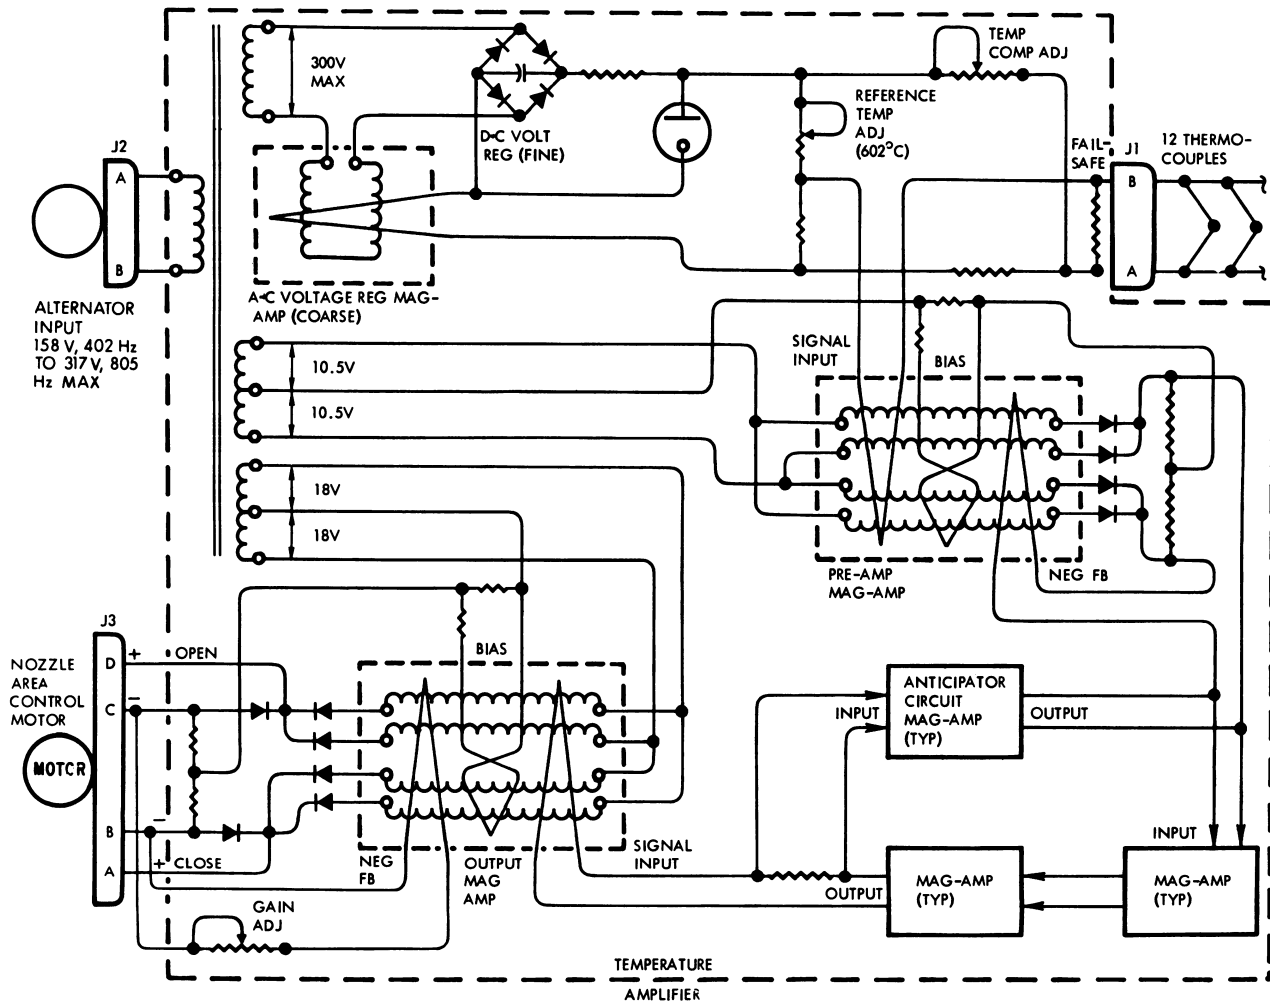 300V
MAX
D-C VOLT
REG (FINE)
TEMP
COMP ADJ
REFERENCE
TEMP
ADJ
(602°C)
FAIL-
SAFE
J1
12 THERMO-
COUPLES
B
A
J2
A
B
ALTERNATOR
INPUT
158 V, 402 Hz
TO 317 V, 805
Hz MAX
A-C VOLTAGE REG MAG-
AMP (COARSE)
10.5V
10.5V
18V
18V
SIGNAL
INPUT
BIAS
PRE-AMP
MAG-AMP
NEG FB
J3
D
C
B
A
+
OPEN
−
−
+
CLOSE
NOZZLE
AREA
CONTROL
MOTOR
MOTCR
BIAS
NEG
FB
OUTPUT
MAG
AMP
SIGNAL
INPUT
GAIN
ADJ
ANTICIPATOR
CIRCUIT
MAG-AMP
(TYP)
INPUT
OUTPUT
INPUT
MAG-AMP
(TYP)
OUTPUT
MAG-AMP
(TYP)
TEMPERATURE
AMPLIFIER